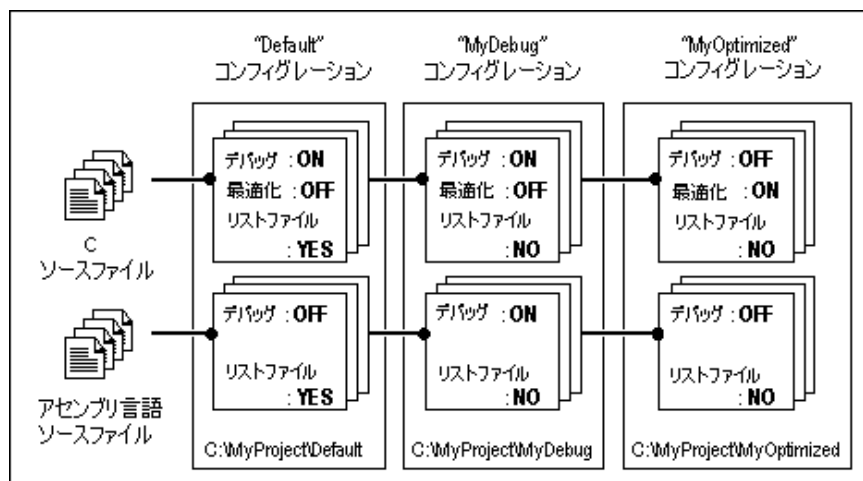 “Default”
コンフィグレーション
“MyDebug”
コンフィグレーション
“MyOptimized”
コンフィグレーション
C
ソースファイル
デバッグ : ON
最適化 : OFF
リストファイル
: YES
デバッグ : ON
最適化 : OFF
リストファイル
: NO
デバッグ : OFF
最適化 : ON
リストファイル
: NO
アセンブリ言語
ソースファイル
デバッグ : OFF
リストファイル
: YES
デバッグ : ON
リストファイル
: NO
デバッグ : OFF
リストファイル
: NO
C:\MyProject\Default
C:\MyProject\MyDebug
C:\MyProject\MyOptimized